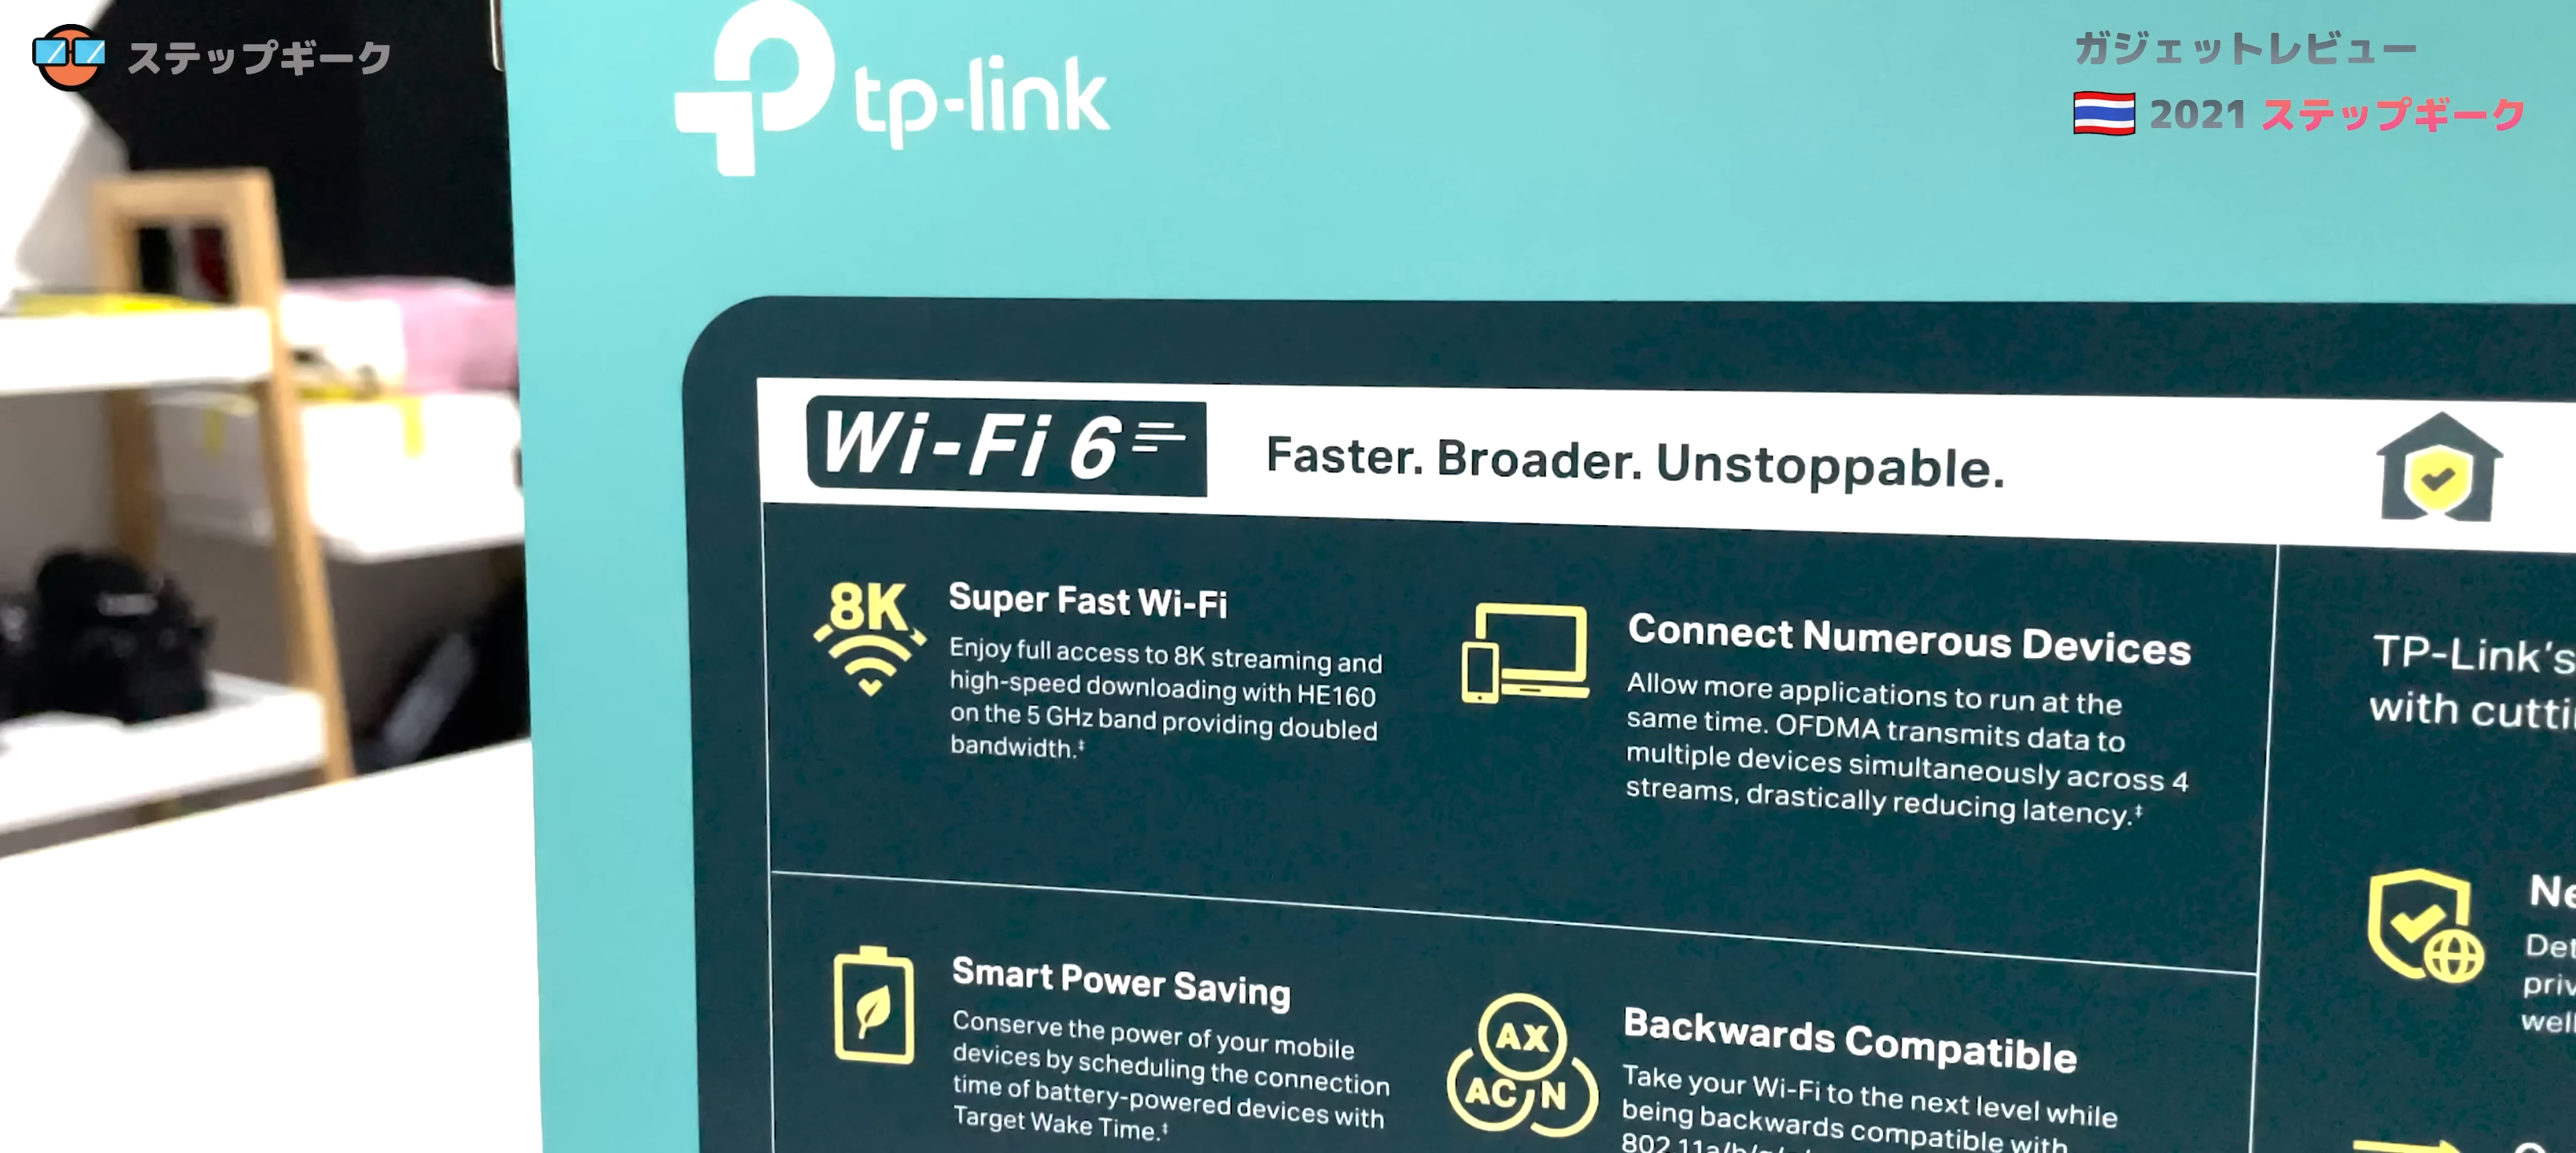 ステップギーク
ガジェットレビュー
2021 ステップギーク
tp-link
Wi-Fi 6
Faster. Broader. Unstoppable.
8K
Super Fast Wi-Fi
Enjoy full access to 8K streaming and
high-speed downloading with HE160
on the 5 GHz band providing doubled
bandwidth.‡
Connect Numerous Devices
Allow more applications to run at the
same time. OFDMA transmits data to
multiple devices simultaneously across 4
streams, drastically reducing latency.‡
Smart Power Saving
Conserve the power of your mobile
devices by scheduling the connection
time of battery-powered devices with
Target Wake Time.‡
AX
AC N
Backwards Compatible
Take your Wi-Fi to the next level while
being backwards compatible with
TP-Link's
with